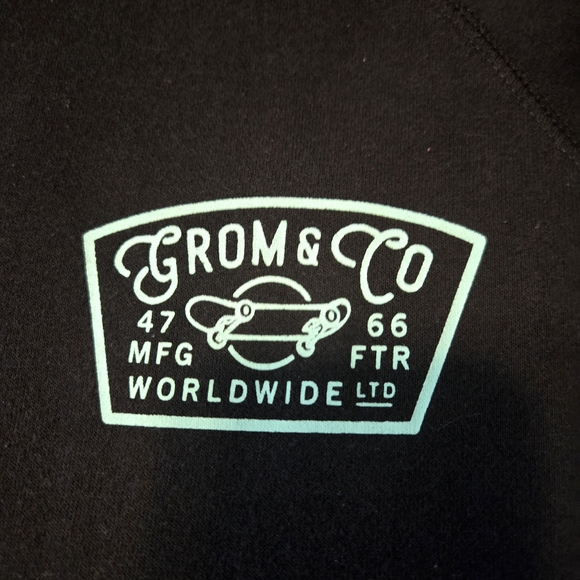 GROM & CO
47 66
MFG FTR
WORLDWIDE LTD